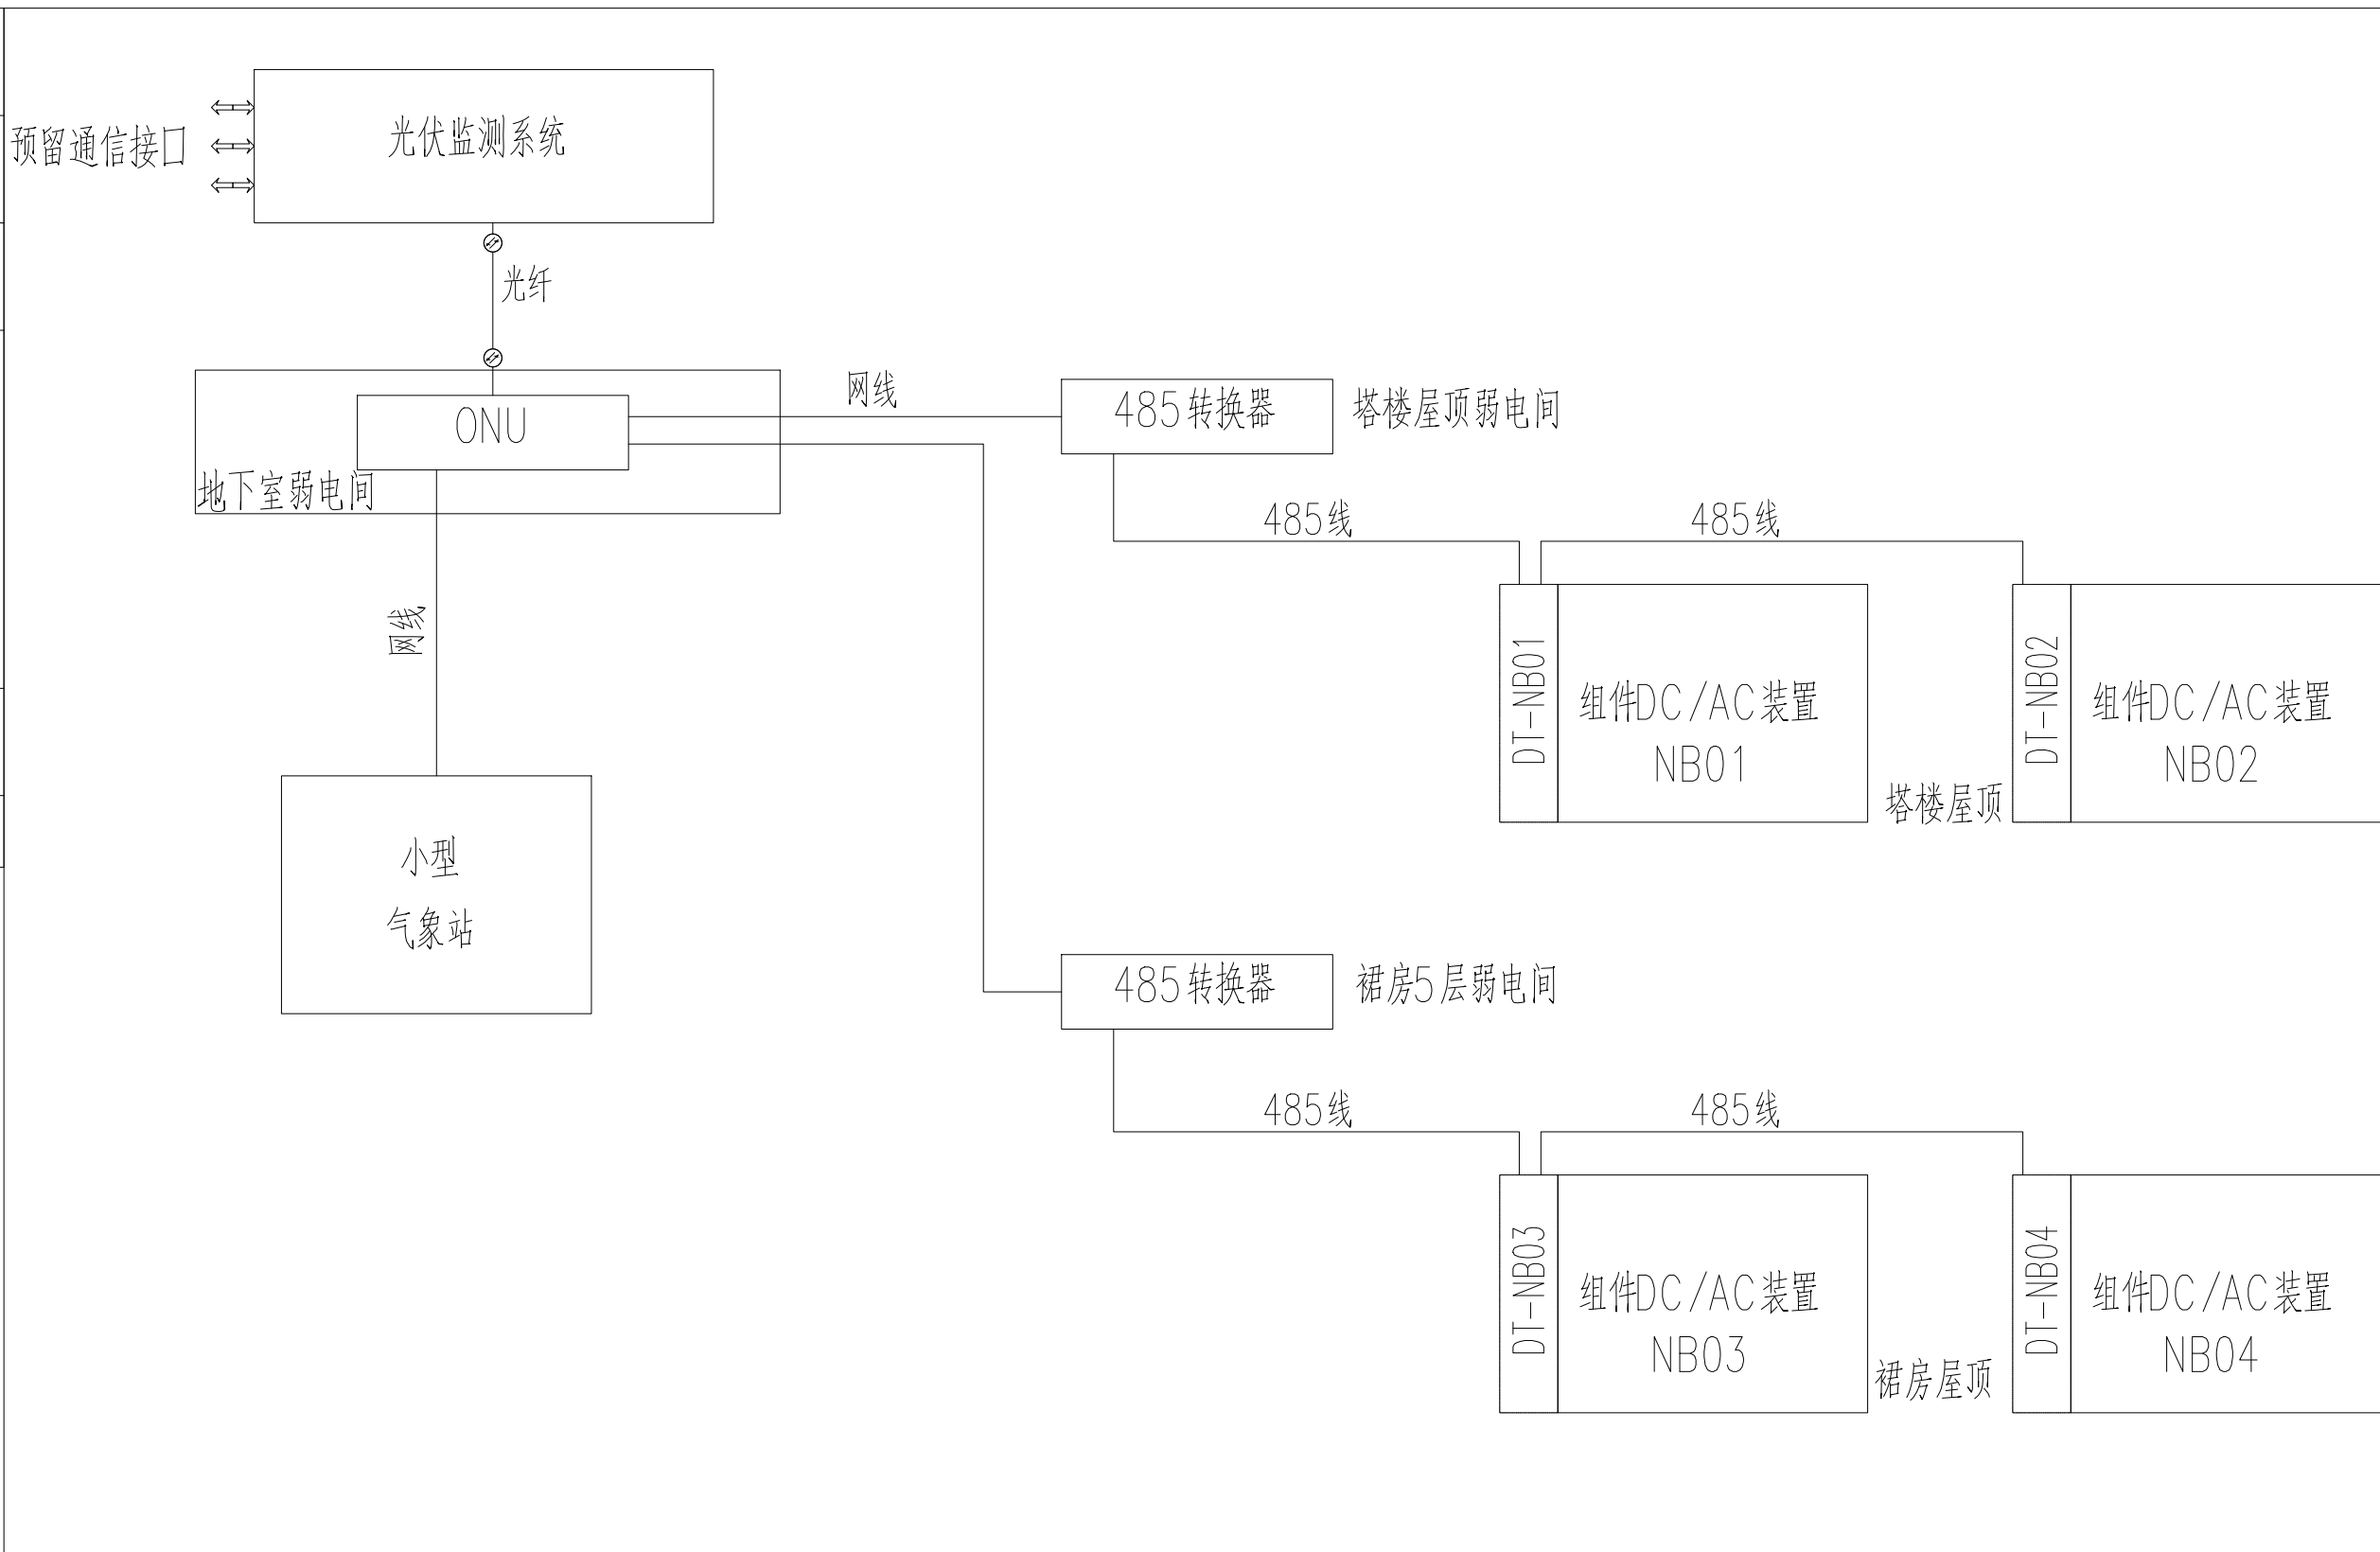 预留通信接口
光伏监测系统
光纤
网线
ONU
地下室弱电间
485转换器
塔楼屋顶弱电间
485线
485线
网线
DT-NB01
组件DC/AC装置
NB01
塔楼屋顶
DT-NB02
组件DC/AC装置
NB02
小型
气象站
485转换器
裙房5层弱电间
485线
485线
DT-NB03
组件DC/AC装置
NB03
裙房屋顶
DT-NB04
组件DC/AC装置
NB04